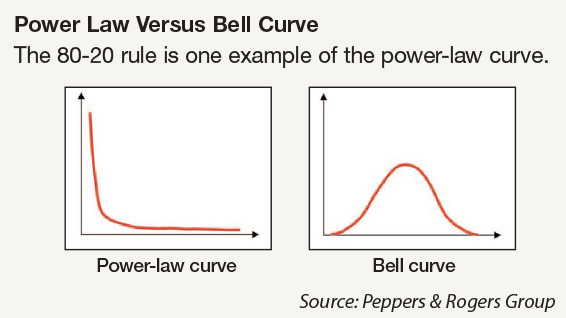 Power Law Versus Bell Curve
The 80-20 rule is one example of the power-law curve.
Power-law curve
Bell curve
Source: Peppers & Rogers Group